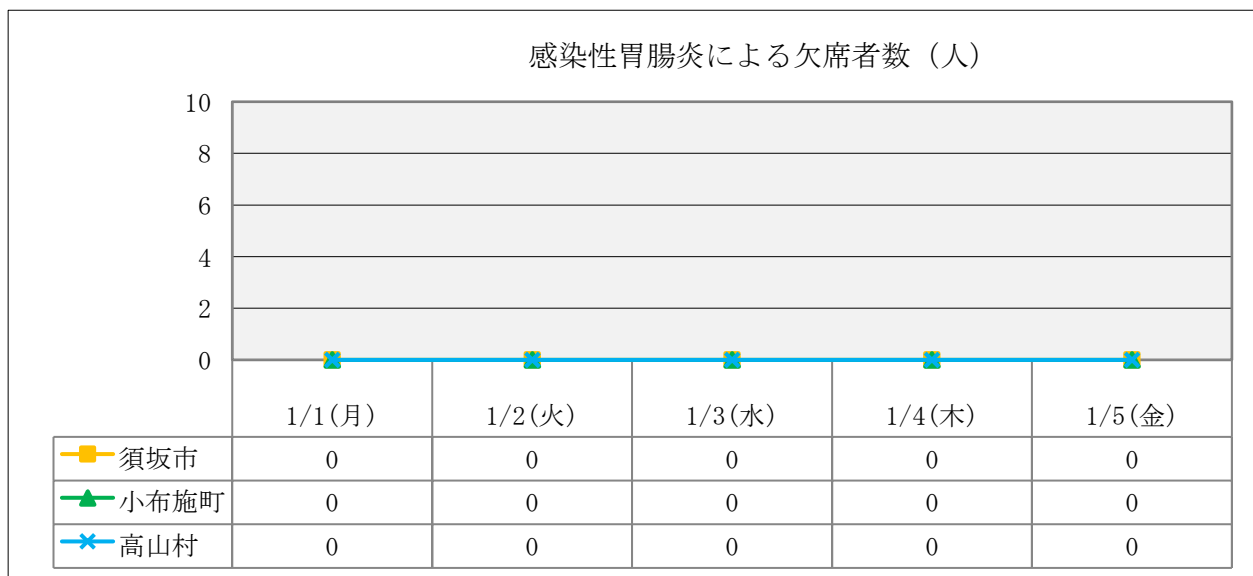 感染性胃腸炎による欠席者数（人）
10
8
6
4
2
0
1/1(月) 1/2(火) 1/3(水) 1/4(木) 1/5(金)
須坂市 0 0 0 0 0
小布施町 0 0 0 0 0
高山村 0 0 0 0 0